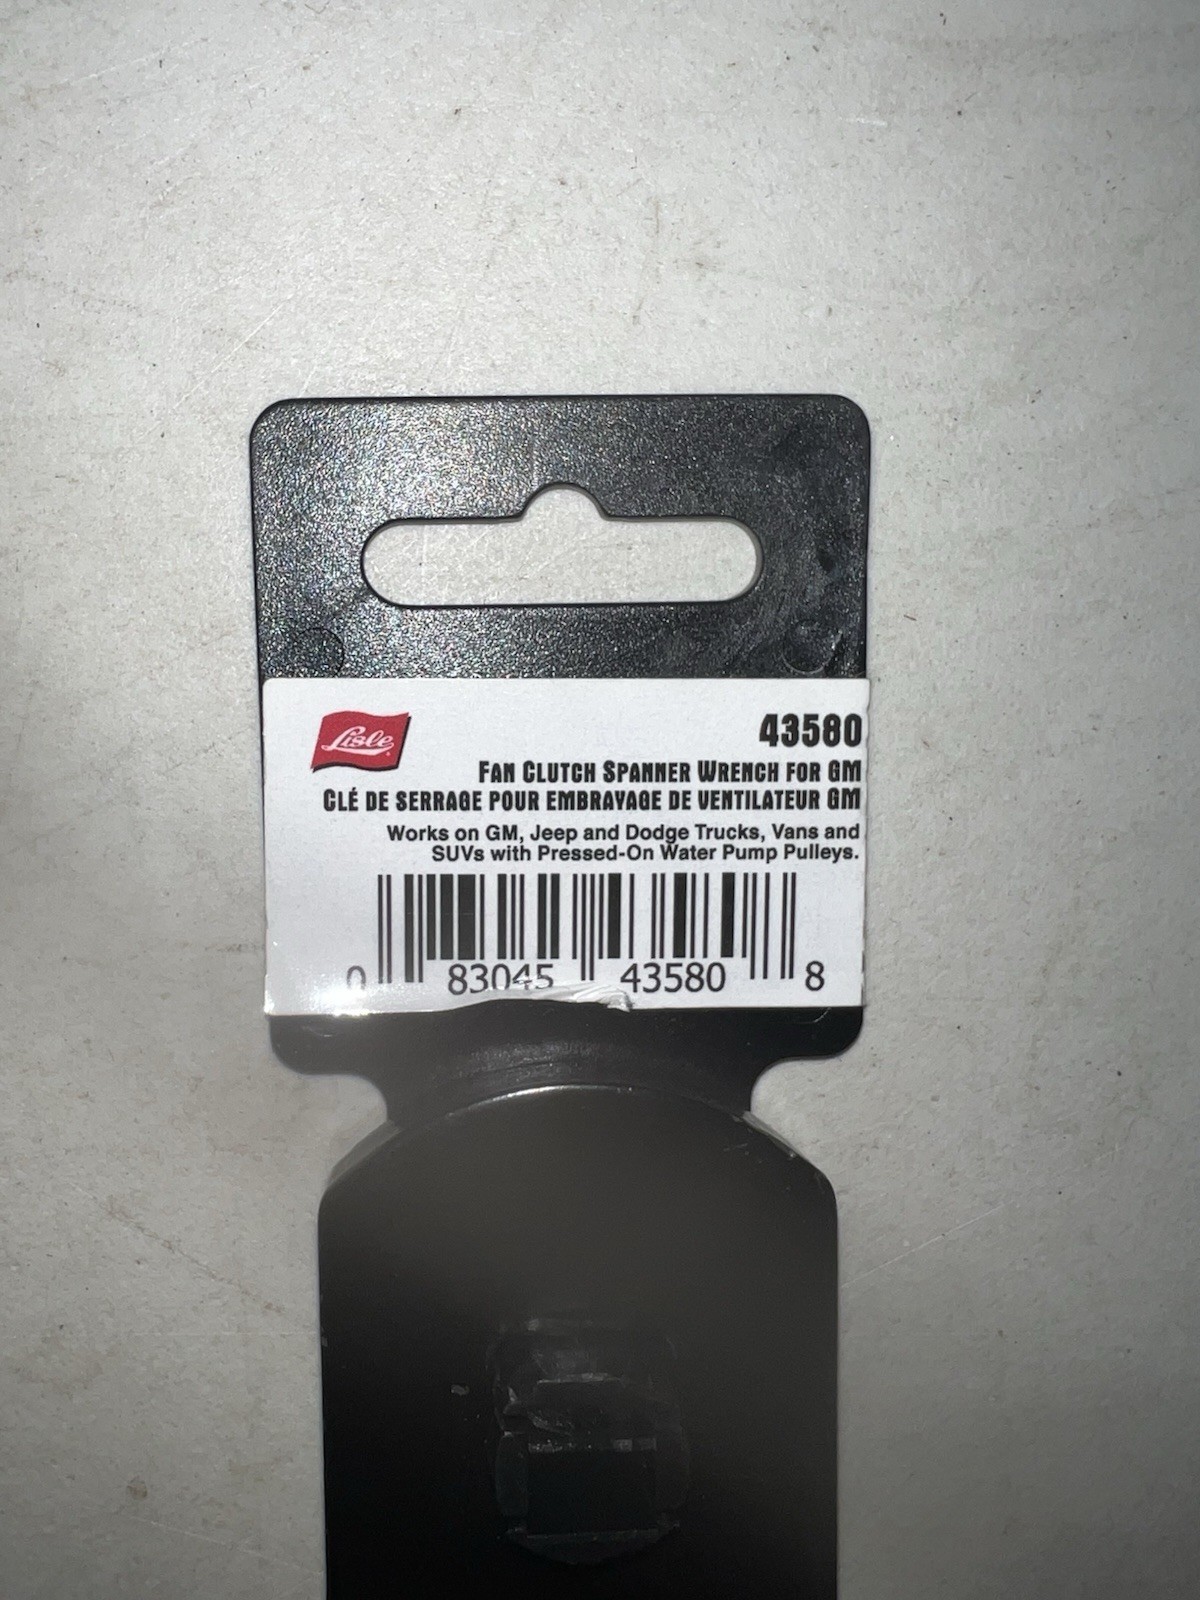 Lisle
43580
FAN CLUTCH SPANNER WRENCH FOR GM
CLÉ DE SERRAGE POUR EMBRAYAGE DE VENTILATEUR GM
Works on GM, Jeep and Dodge Trucks, Vans and
SUVs with Pressed-On Water Pump Pulleys.
0 83045 43580 8